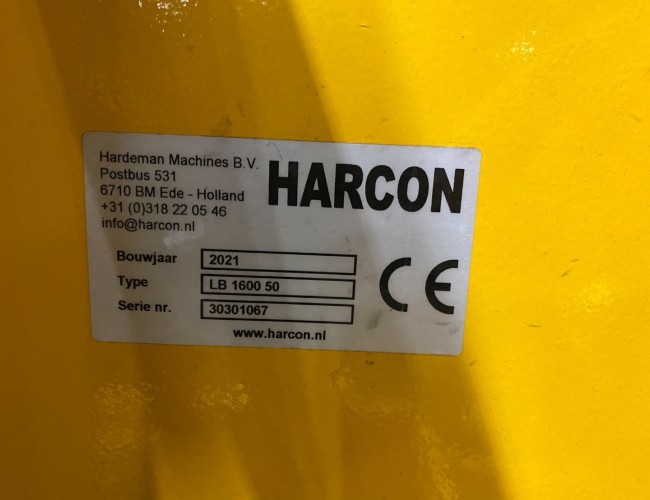 Hardeman Machines B.V.
Postbus 531
6710 BM Ede - Holland
+31 (0)318 22 05 46
info@harcon.nl
HARCON
Bouwjaar 2021
Type LB 1600 50
Serie nr. 30301067
CE
www.harcon.nl